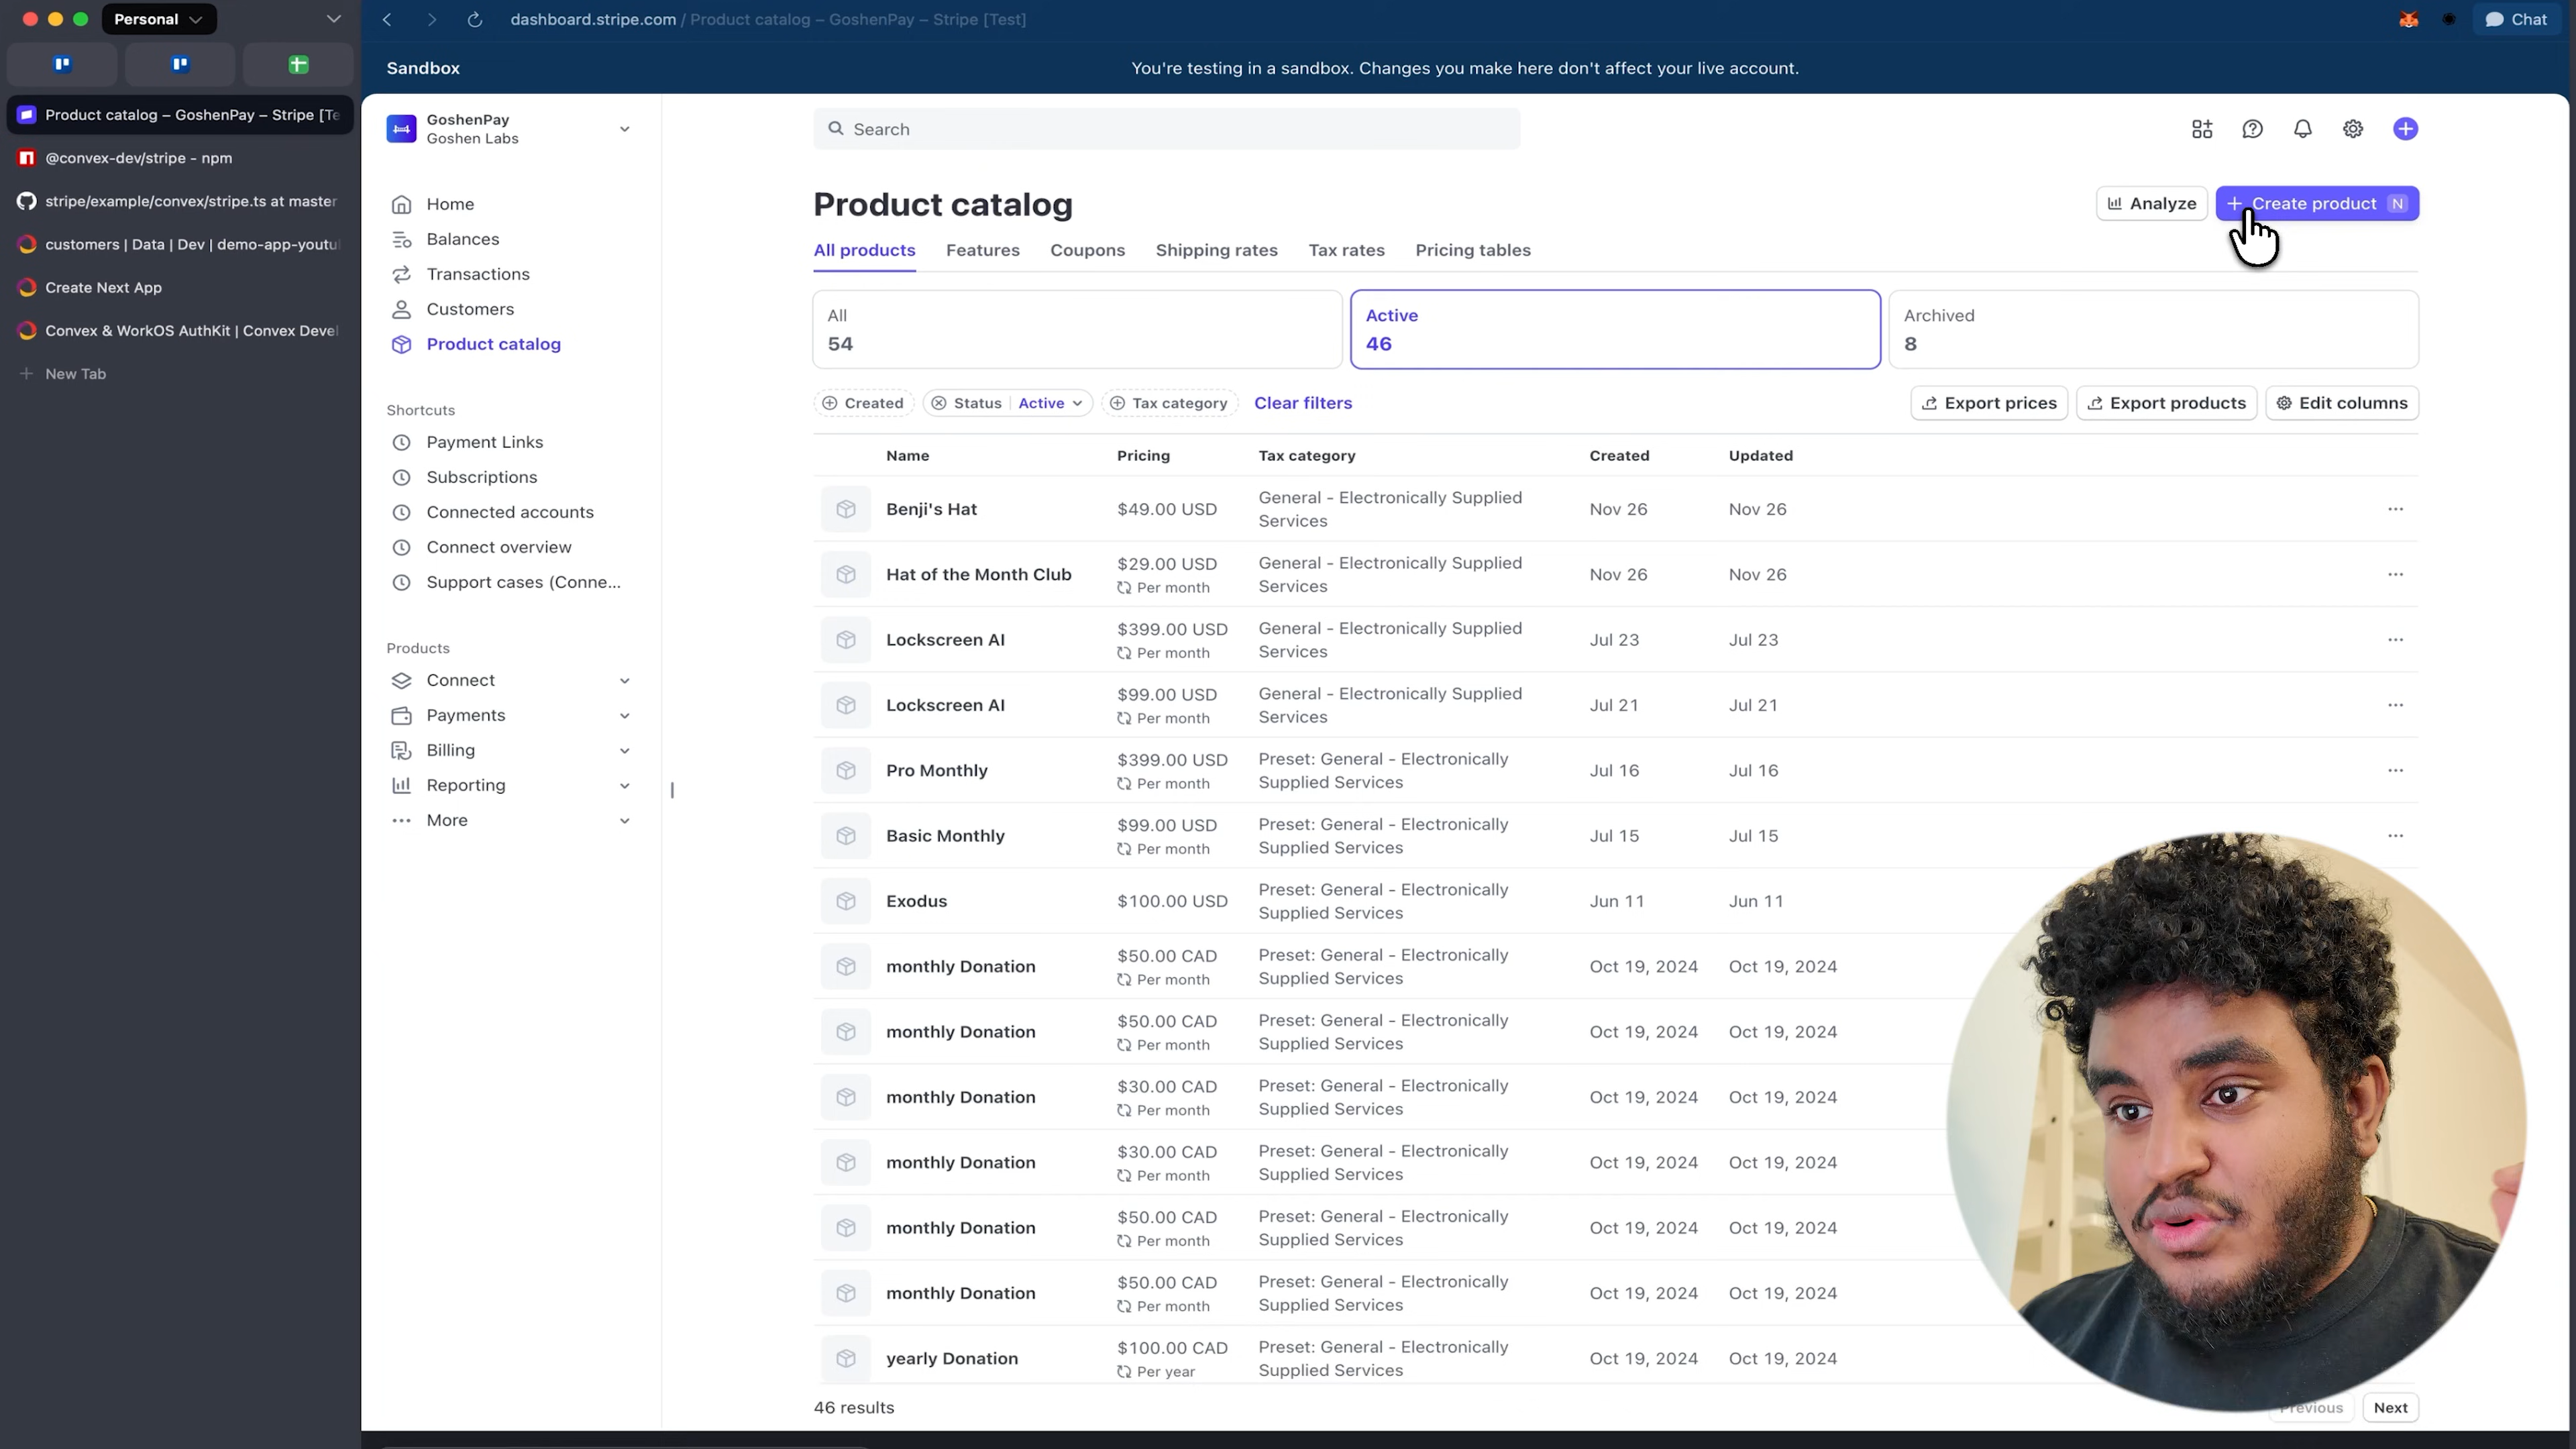 Personal
dashboard.stripe.com / Product catalog – GoshenPay – Stripe [Test]
Chat
Sandbox
You're testing in a sandbox. Changes you make here don't affect your live account.
Product catalog – GoshenPay – Stripe [Te
@convex-dev/stripe - npm
stripe/example/convex/stripe.ts at master
customers | Data | Dev | demo-app-youtu
Create Next App
Convex & WorkOS AuthKit | Convex Devel
New Tab
GoshenPay
Goshen Labs
Home
Balances
Transactions
Customers
Product catalog
Shortcuts
Payment Links
Subscriptions
Connected accounts
Connect overview
Support cases (Conne...
Products
Connect
Payments
Billing
Reporting
More
Search
Product catalog
Analyze
Create product N
All products Features Coupons Shipping rates Tax rates Pricing tables
All
54
Active
46
Archived
8
Created
Status | Active
Tax category
Clear filters
Export prices
Export products
Edit columns
Name Pricing Tax category Created Updated
Benji's Hat $49.00 USD General - Electronically Supplied Services Nov 26 Nov 26
Hat of the Month Club $29.00 USD Per month General - Electronically Supplied Services Nov 26 Nov 26
Lockscreen AI $399.00 USD Per month General - Electronically Supplied Services Jul 23 Jul 23
Lockscreen AI $99.00 USD Per month General - Electronically Supplied Services Jul 21 Jul 21
Pro Monthly $399.00 USD Per month Preset: General - Electronically Supplied Services Jul 16 Jul 16
Basic Monthly $99.00 USD Per month Preset: General - Electronically Supplied Services Jul 15 Jul 15
Exodus $100.00 USD Preset: General - Electronically Supplied Services Jun 11 Jun 11
monthly Donation $50.00 CAD Per month Preset: General - Electronically Supplied Services Oct 19, 2024 Oct 19, 2024
monthly Donation $50.00 CAD Per month Preset: General - Electronically Supplied Services Oct 19, 2024 Oct 19, 2024
monthly Donation $30.00 CAD Per month Preset: General - Electronically Supplied Services Oct 19, 2024 Oct 19, 2024
monthly Donation $30.00 CAD Per month Preset: General - Electronically Supplied Services Oct 19, 2024 Oct 19, 2024
monthly Donation $50.00 CAD Per month Preset: General - Electronically Supplied Services Oct 19, 2024 Oct 19, 2024
monthly Donation $50.00 CAD Per month Preset: General - Electronically Supplied Services Oct 19, 2024 Oct 19, 2024
yearly Donation $100.00 CAD Per year Preset: General - Electronically Supplied Services Oct 19, 2024 Oct 19, 2024
46 results
Previous
Next